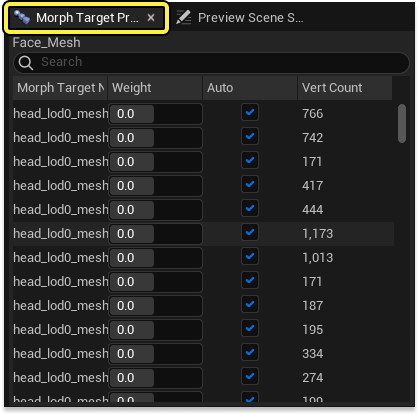 Morph Target Pr... × Preview Scene S...
Face_Mesh
Search
Morph Target N Weight Auto Vert Count
head_lod0_mesh 0.0 766
head_lod0_mesh 0.0 742
head_lod0_mesh 0.0 171
head_lod0_mesh 0.0 417
head_lod0_mesh 0.0 444
head_lod0_mesh 0.0 1,173
head_lod0_mesh 0.0 1,013
head_lod0_mesh 0.0 171
head_lod0_mesh 0.0 187
head_lod0_mesh 0.0 195
head_lod0_mesh 0.0 334
head_lod0_mesh 0.0 274
head_lod0_mesh 0.0